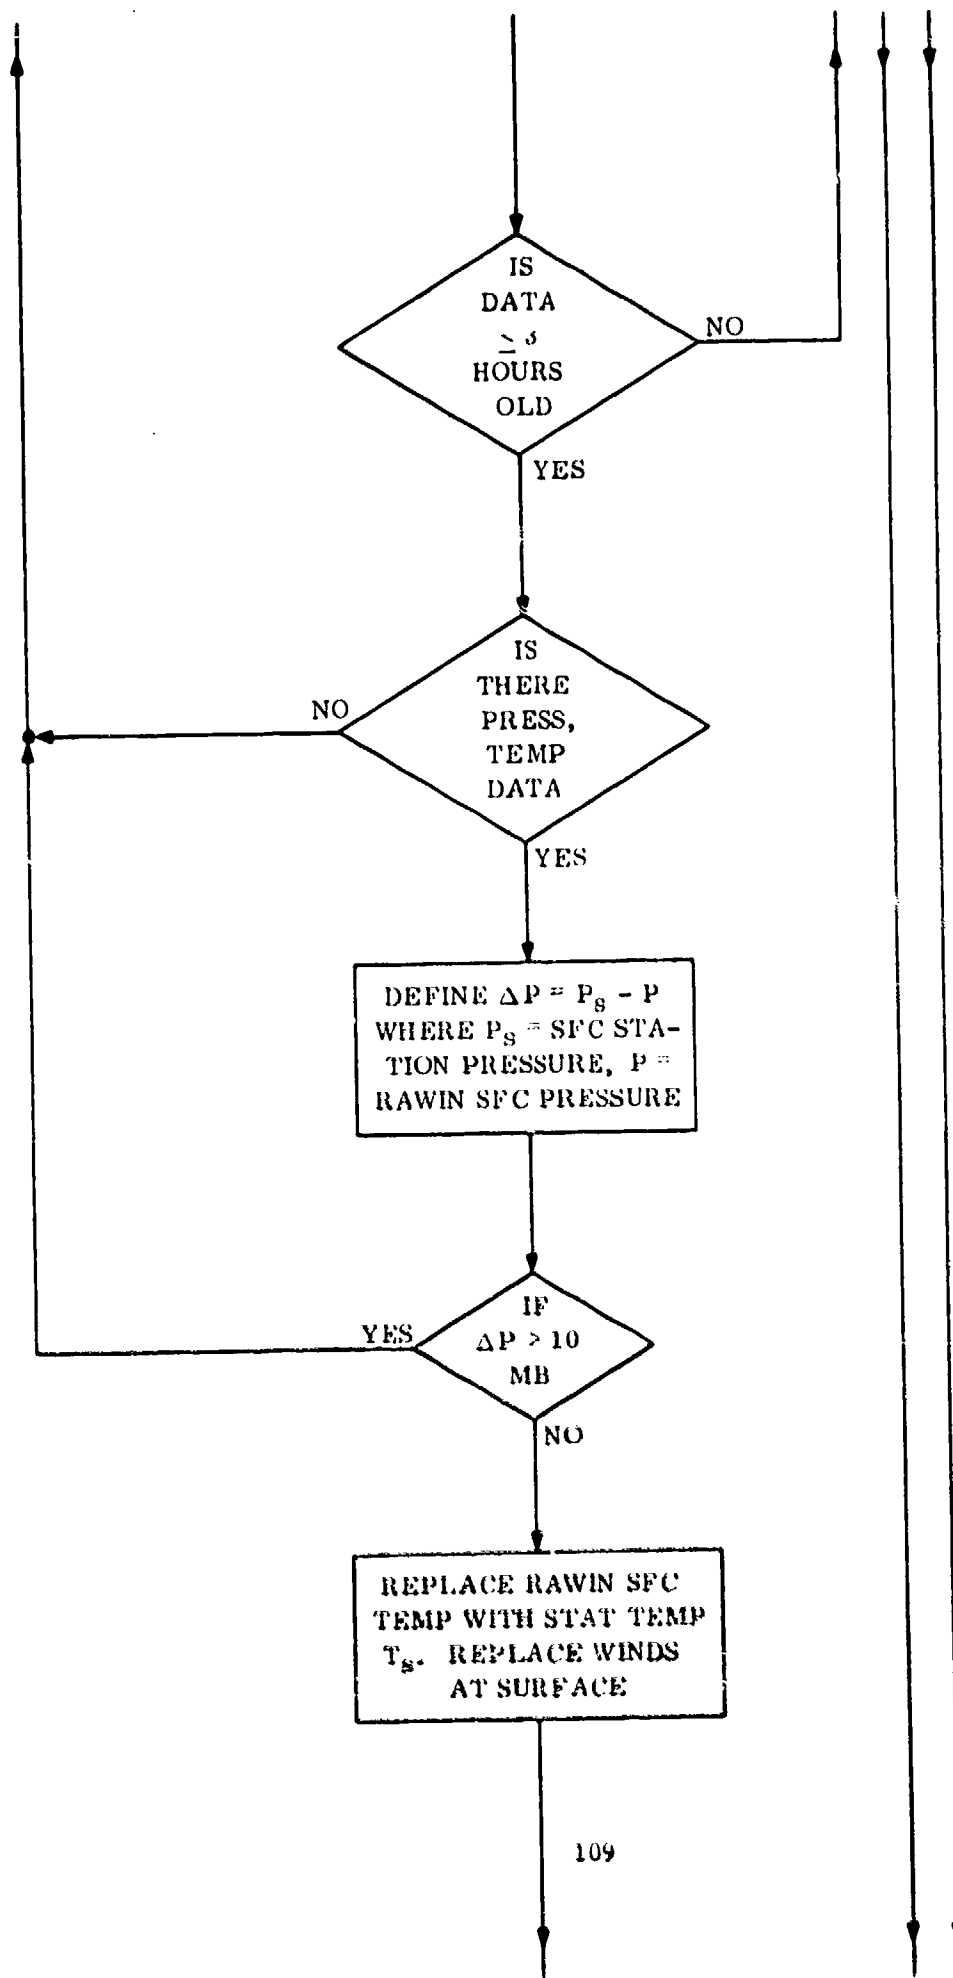 IS
DATA
≥ 3
HOURS
OLD
NO
YES
IS
THERE
PRESS,
TEMP
DATA
NO
YES
DEFINE ΔP = Ps - P
WHERE Ps = SFC STA-
TION PRESSURE, P =
RAWIN SFC PRESSURE
IF
ΔP > 10
MB
YES
NO
REPLACE RAWIN SFC
TEMP WITH STAT TEMP
Ts. REPLACE WINDS
AT SURFACE
109